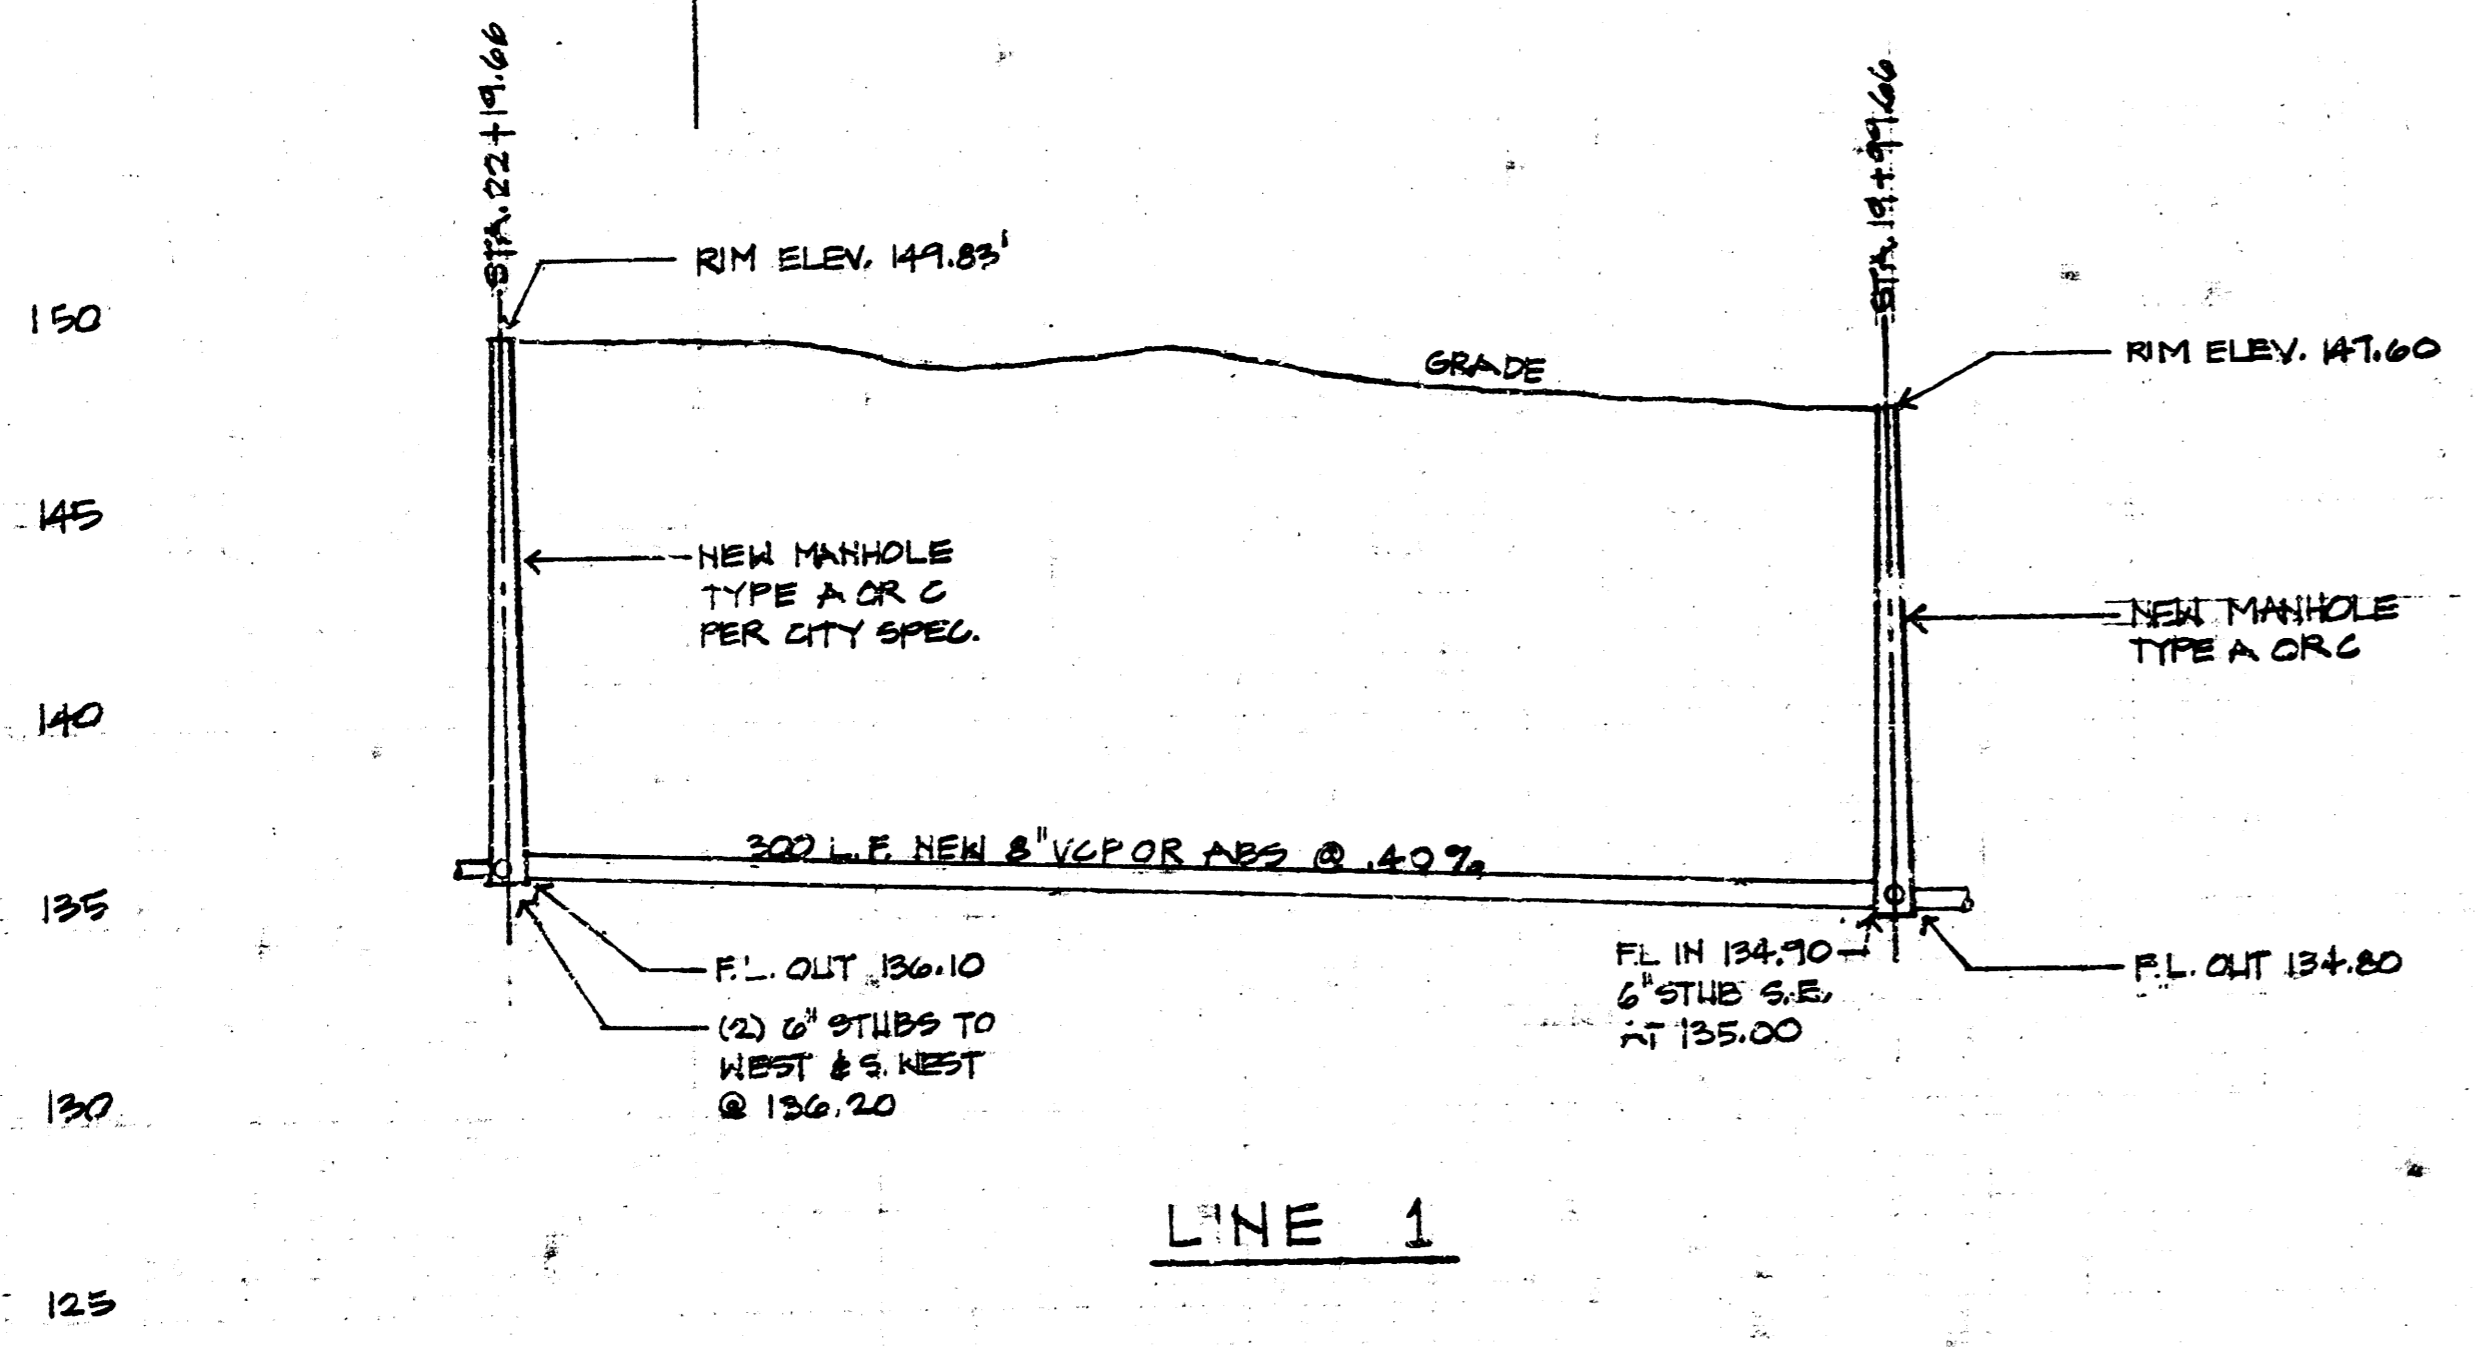 STA. 22+19.66
STA. 19+99.66
RIM ELEV. 149.83'
150
RIM ELEV. 147.60
GRADE
145
NEW MANHOLE
TYPE A OR C
PER CITY SPEC.
NEW MANHOLE
TYPE A OR C
140
300 L.F. NEW 8" VCP OR ABS @ .40%
135
F.L. OUT 136.10
(2) 6" STUBS TO
WEST & S. WEST
@ 136.20
F.L IN 134.90
6" STUB S.E.
AT 135.00
F.L. OUT 134.80
130
LINE 1
125